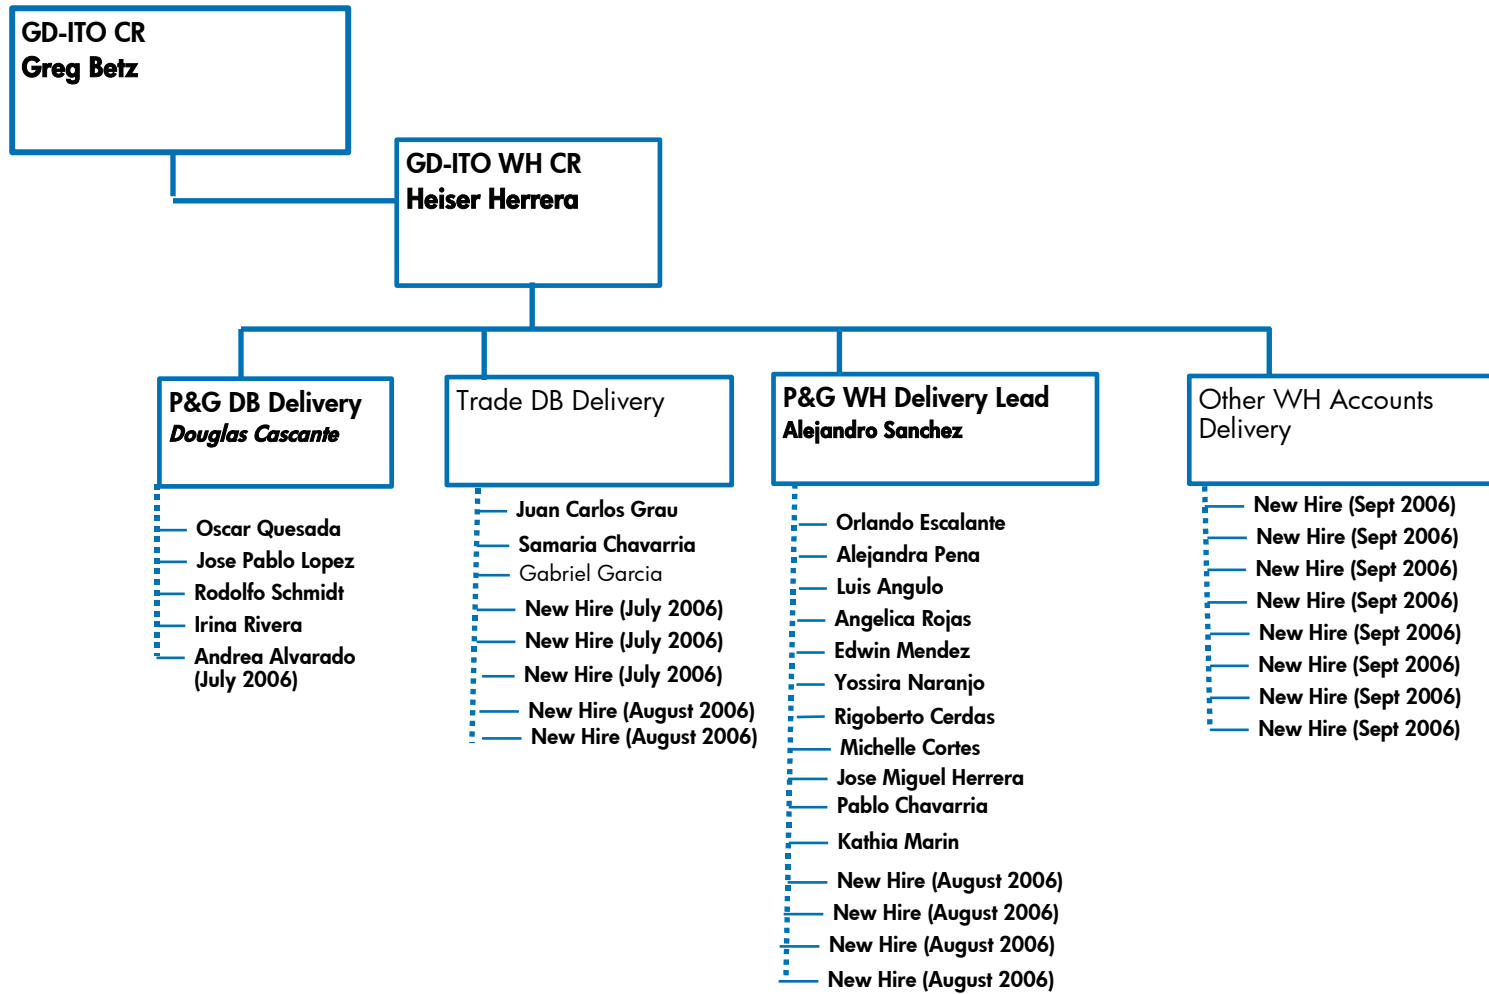 GD-ITO CR
Greg Betz
GD-ITO WH CR
Heiser Herrera
P&G DB Delivery
Douglas Cascante
Oscar Quesada
Jose Pablo Lopez
Rodolfo Schmidt
Irina Rivera
Andrea Alvarado
(July 2006)
Trade DB Delivery
Juan Carlos Grau
Samaria Chavarria
Gabriel Garcia
New Hire (July 2006)
New Hire (July 2006)
New Hire (July 2006)
New Hire (August 2006)
New Hire (August 2006)
P&G WH Delivery Lead
Alejandro Sanchez
Orlando Escalante
Alejandra Pena
Luis Angulo
Angelica Rojas
Edwin Mendez
Yossira Naranjo
Rigoberto Cerdas
Michelle Cortes
Jose Miguel Herrera
Pablo Chavarria
Kathia Marin
New Hire (August 2006)
New Hire (August 2006)
New Hire (August 2006)
New Hire (August 2006)
Other WH Accounts
Delivery
New Hire (Sept 2006)
New Hire (Sept 2006)
New Hire (Sept 2006)
New Hire (Sept 2006)
New Hire (Sept 2006)
New Hire (Sept 2006)
New Hire (Sept 2006)
New Hire (Sept 2006)